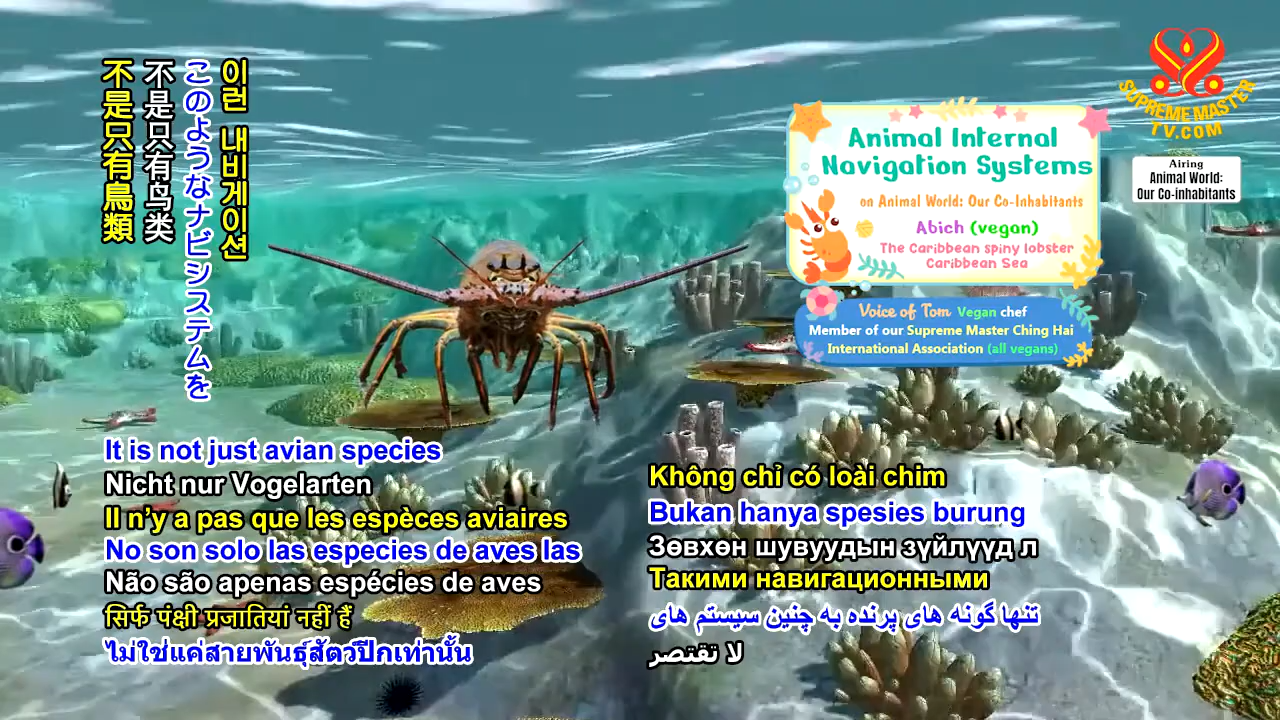 不是只有鳥類
不是只有鸟类
このようなナビシステムを
이런 내비게이션
SUPREME MASTER
TV.COM
Airing
Animal World:
Our Co-inhabitants
Animal Internal
Navigation Systems
on Animal World: Our Co-Inhabitants
Abich (vegan)
The Caribbean spiny lobster
Caribbean Sea
Voice of Tom Vegan chef
Member of our Supreme Master Ching Hai
International Association (all vegans)
It is not just avian species
Nicht nur Vogelarten
Il n'y a pas que les espèces aviaires
No son solo las especies de aves las
Não são apenas espécies de aves
सिर्फ पंक्षी प्रजातियां नहीं हैं
ไม่ใช่แค่สายพันธุ์สัตว์ปีกเท่านั้น
Không chỉ có loài chim
Bukan hanya spesies burung
Зөвхөн шувуудын зүйлүүд л
Такими навигационными
تنها گونه های پرنده به چنین سیستم های
لا تقتصر